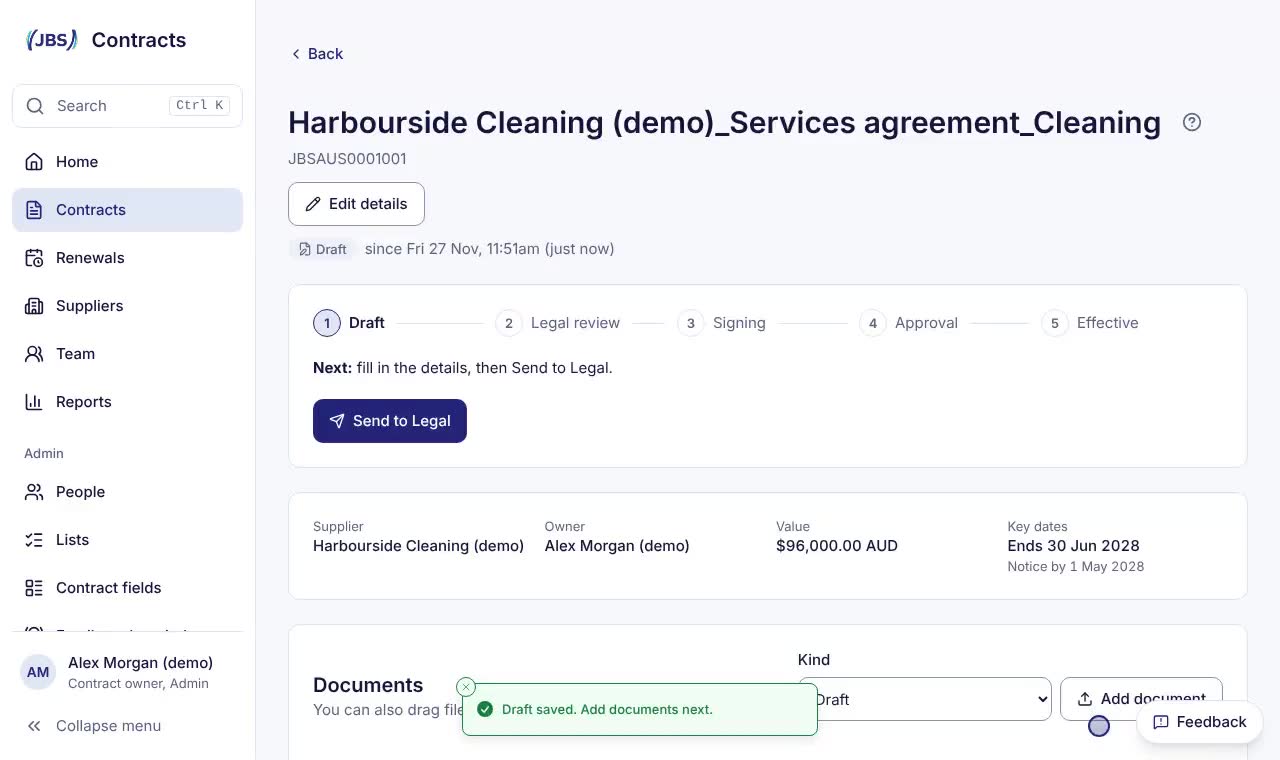 JBS Contracts
Search Ctrl K
Home
Contracts
Renewals
Suppliers
Team
Reports
Admin
People
Lists
Contract fields
AM
Alex Morgan (demo)
Contract owner, Admin
Collapse menu
Back
Harbourside Cleaning (demo)_Services agreement_Cleaning
JBSAUS0001001
Edit details
Draft since Fri 27 Nov, 11:51am (just now)
1 Draft 2 Legal review 3 Signing 4 Approval 5 Effective
Next: fill in the details, then Send to Legal.
Send to Legal
Supplier
Harbourside Cleaning (demo)
Owner
Alex Morgan (demo)
Value
$96,000.00 AUD
Key dates
Ends 30 Jun 2028
Notice by 1 May 2028
Documents
You can also drag file
Kind
Draft
Add document
Draft saved. Add documents next.
Feedback